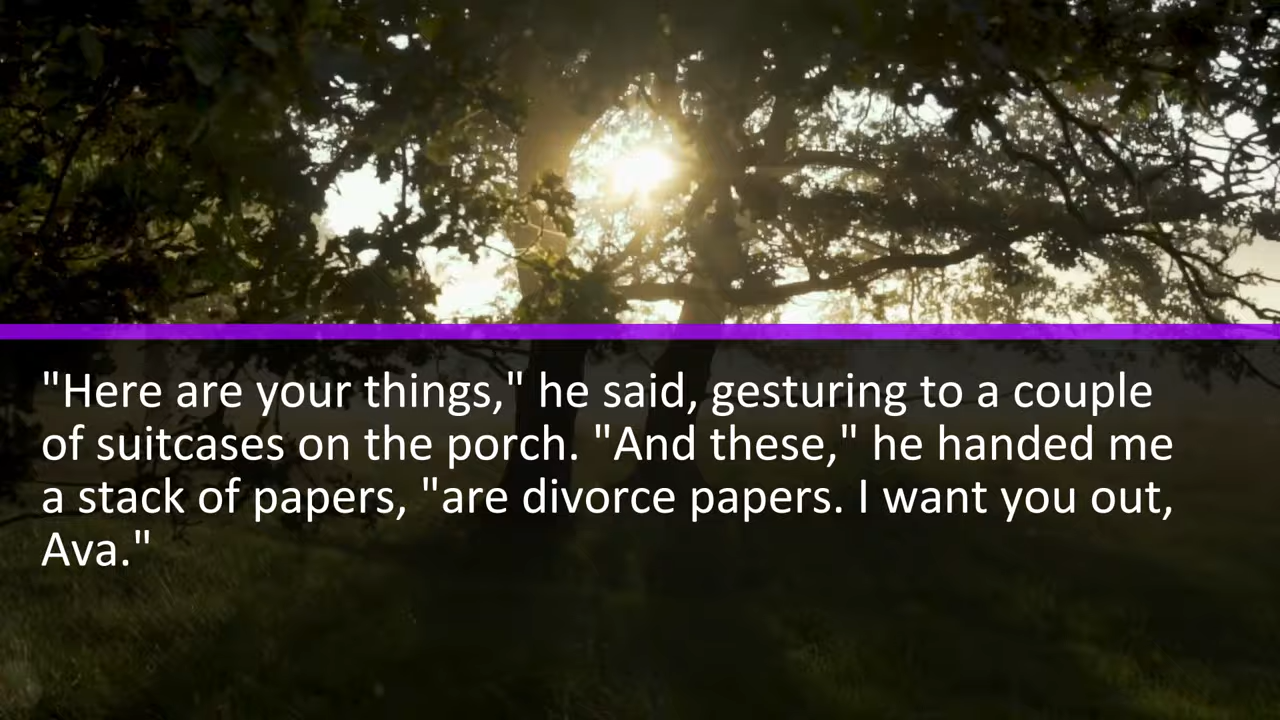 "Here are your things," he said, gesturing to a couple
of suitcases on the porch. "And these," he handed me
a stack of papers, "are divorce papers. I want you out,
Ava."